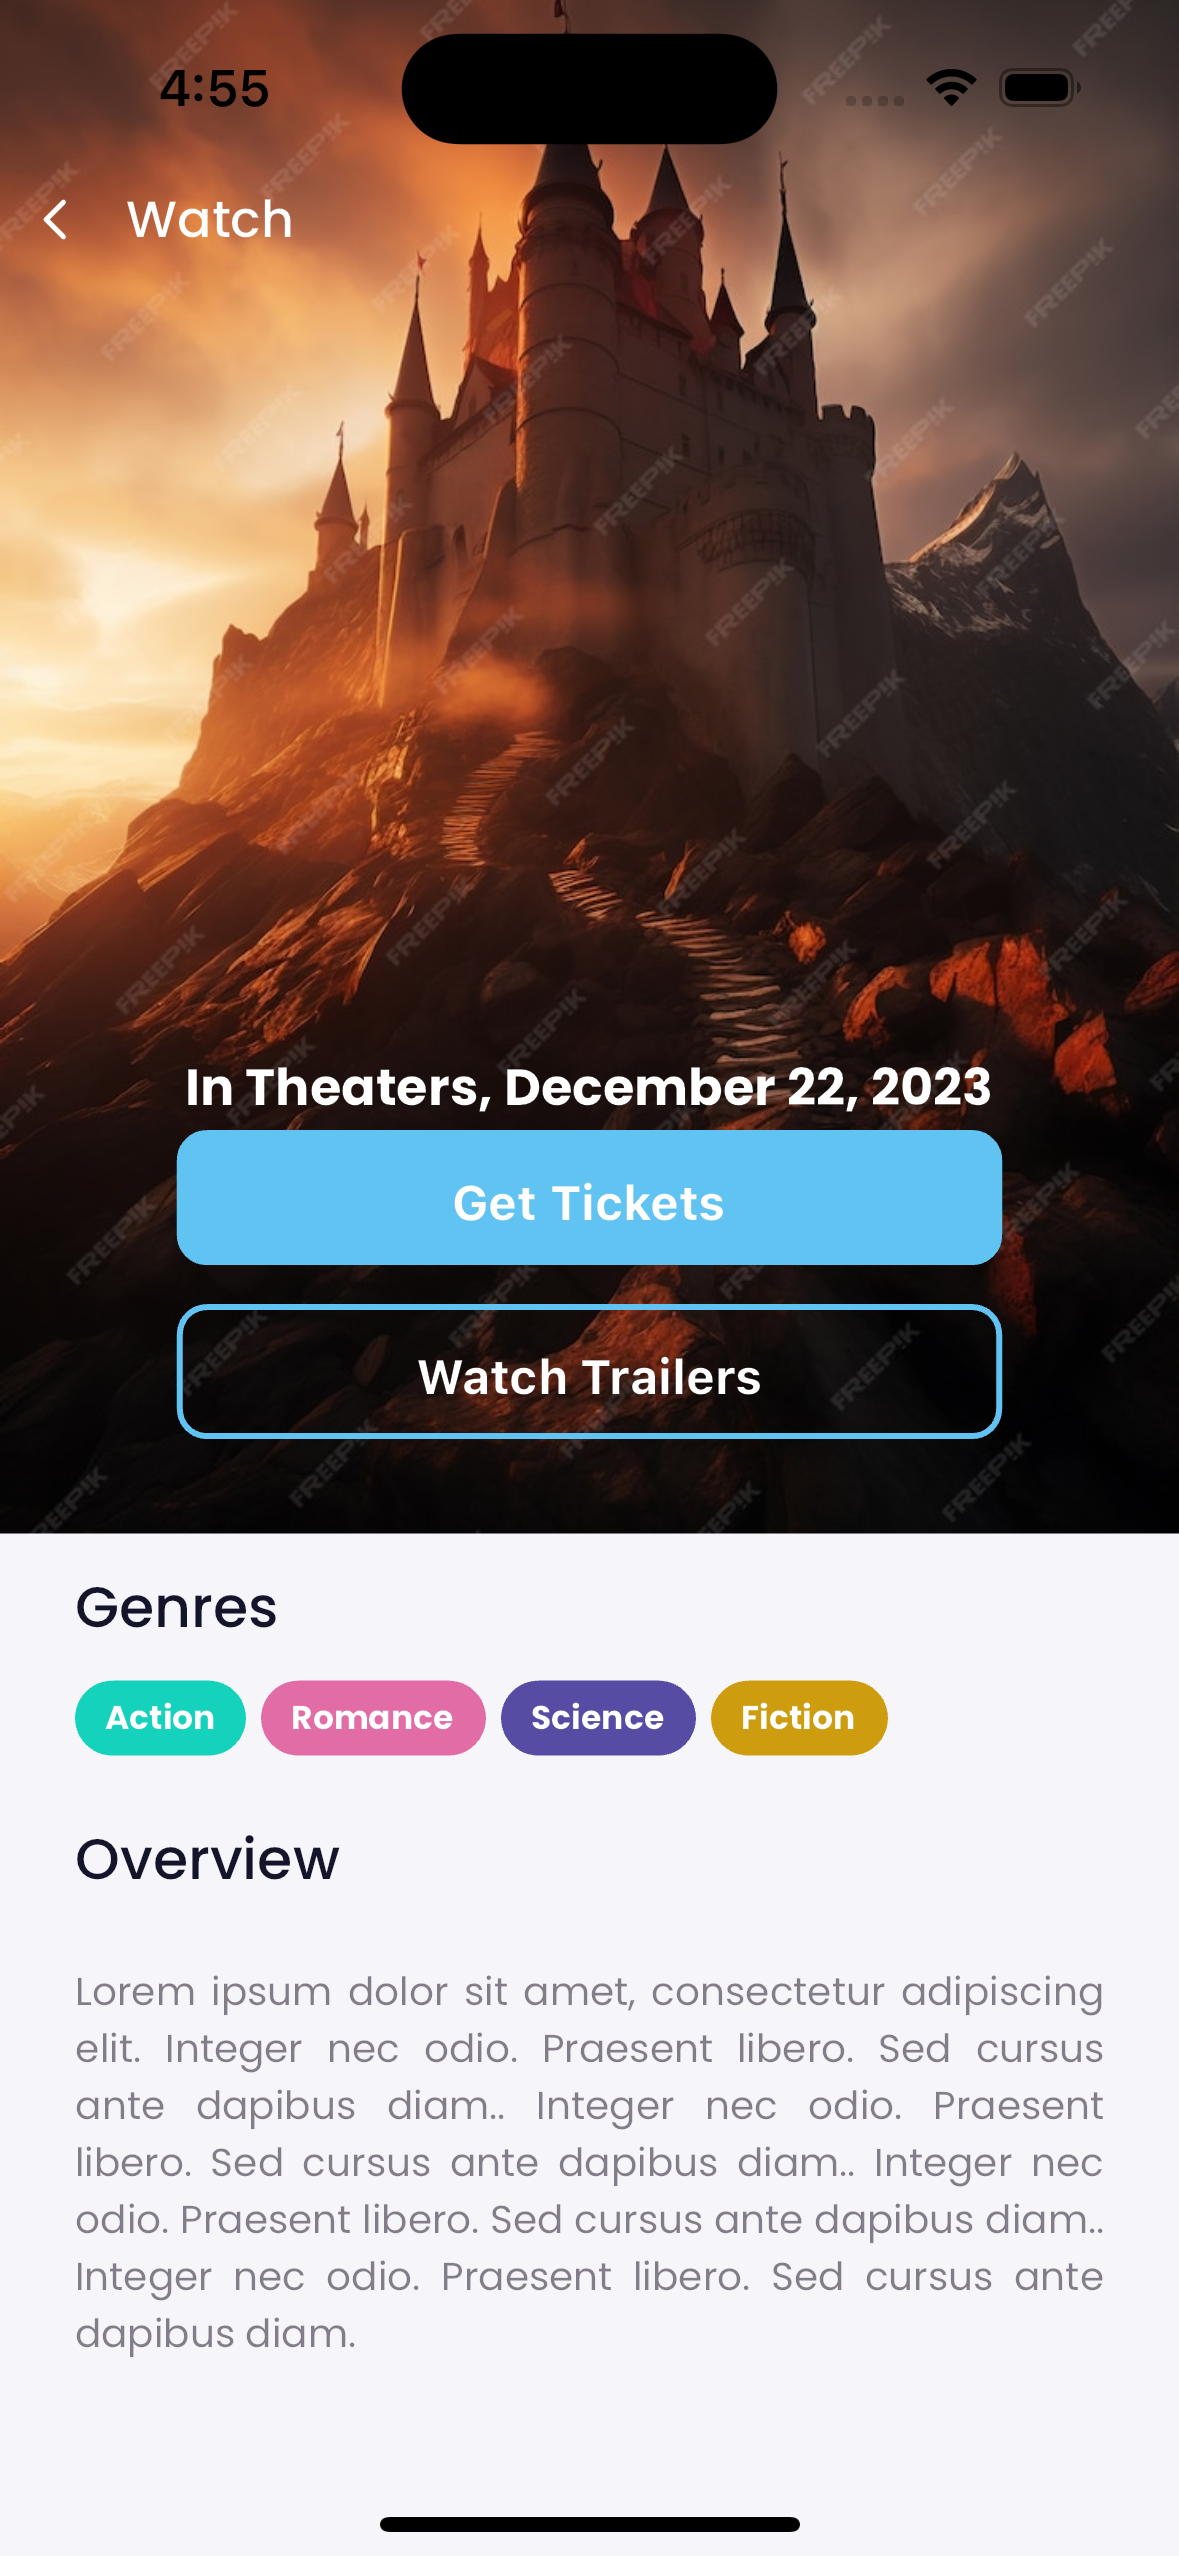 4:55
Watch
In Theaters, December 22, 2023
Get Tickets
Watch Trailers
Genres
Action Romance Science Fiction
Overview
Lorem ipsum dolor sit amet, consectetur adipiscing
elit. Integer nec odio. Praesent libero. Sed cursus
ante dapibus diam.. Integer nec odio. Praesent
libero. Sed cursus ante dapibus diam.. Integer nec
odio. Praesent libero. Sed cursus ante dapibus diam..
Integer nec odio. Praesent libero. Sed cursus ante
dapibus diam.
FREEPIK